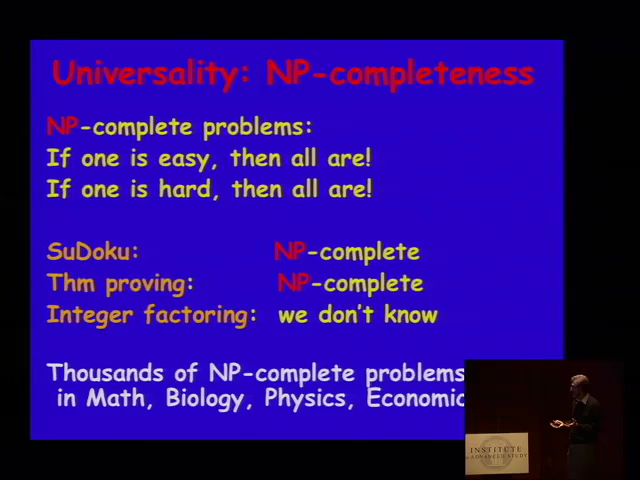 Universality: NP-completeness
NP-complete problems:
If one is easy, then all are!
If one is hard, then all are!
SuDoku: NP-complete
Thm proving: NP-complete
Integer factoring: we don't know
Thousands of NP-complete problems
in Math, Biology, Physics, Economic
INSTITUTE
ADVANCED STUDY